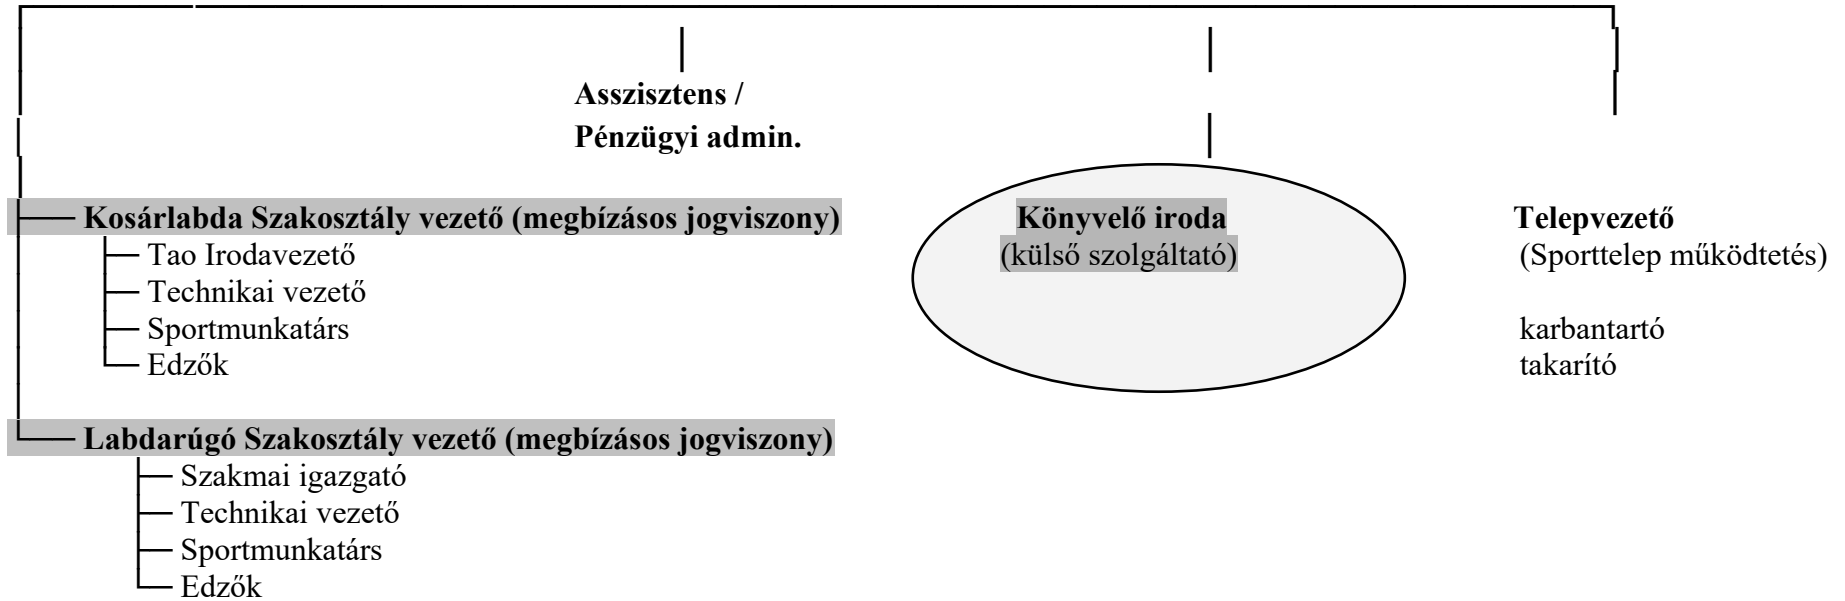 Asszisztens /
Pénzügyi admin.
Kosárlabda Szakosztály vezető (megbízásos jogviszony)
Tao Irodavezető
Technikai vezető
Sportmunkatárs
Edzők
Labdarúgó Szakosztály vezető (megbízásos jogviszony)
Szakmai igazgató
Technikai vezető
Sportmunkatárs
Edzők
Könyvelő iroda
(külső szolgáltató)
Telepvezető
(Sporttelep működtetés)
karbantartó
takarító